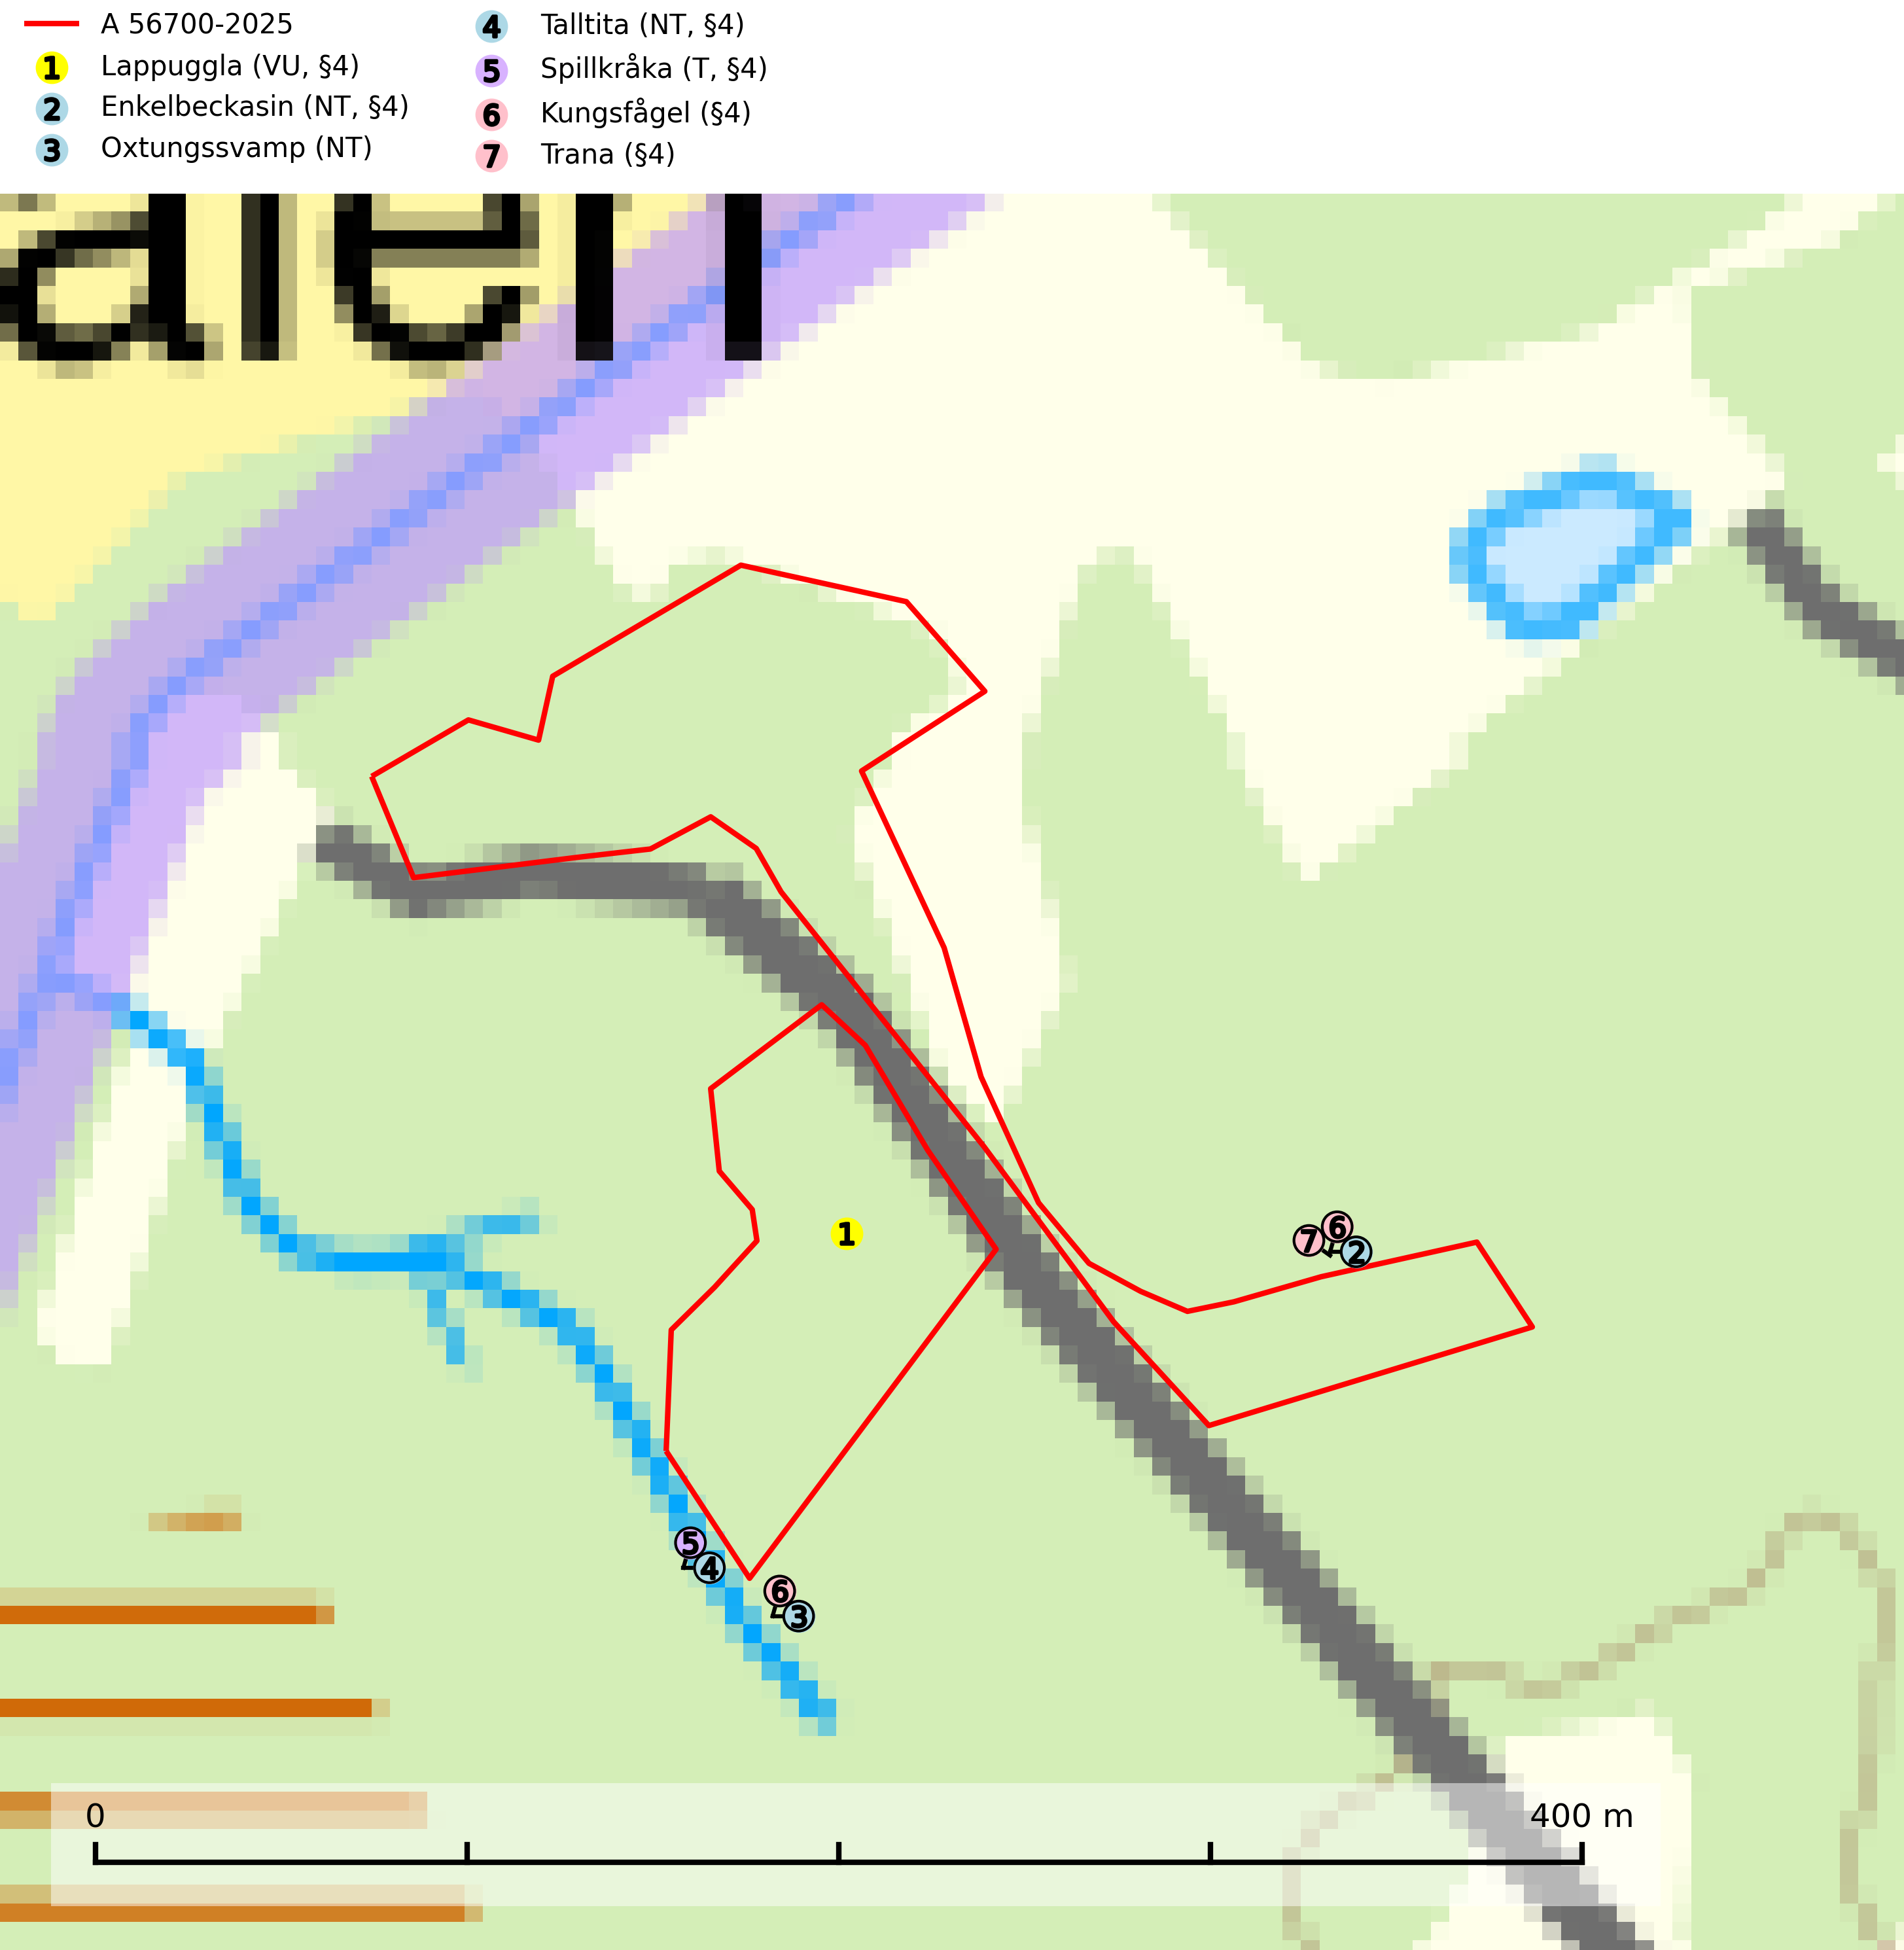 A 56700-2025
1 Lappuggla (VU, §4)
2 Enkelbeckasin (NT, §4)
3 Oxtungssvamp (NT)
4 Talltita (NT, §4)
5 Spillkråka (T, §4)
6 Kungsfågel (§4)
7 Trana (§4)
1
7 6 2
5 4
6 3
0 400 m